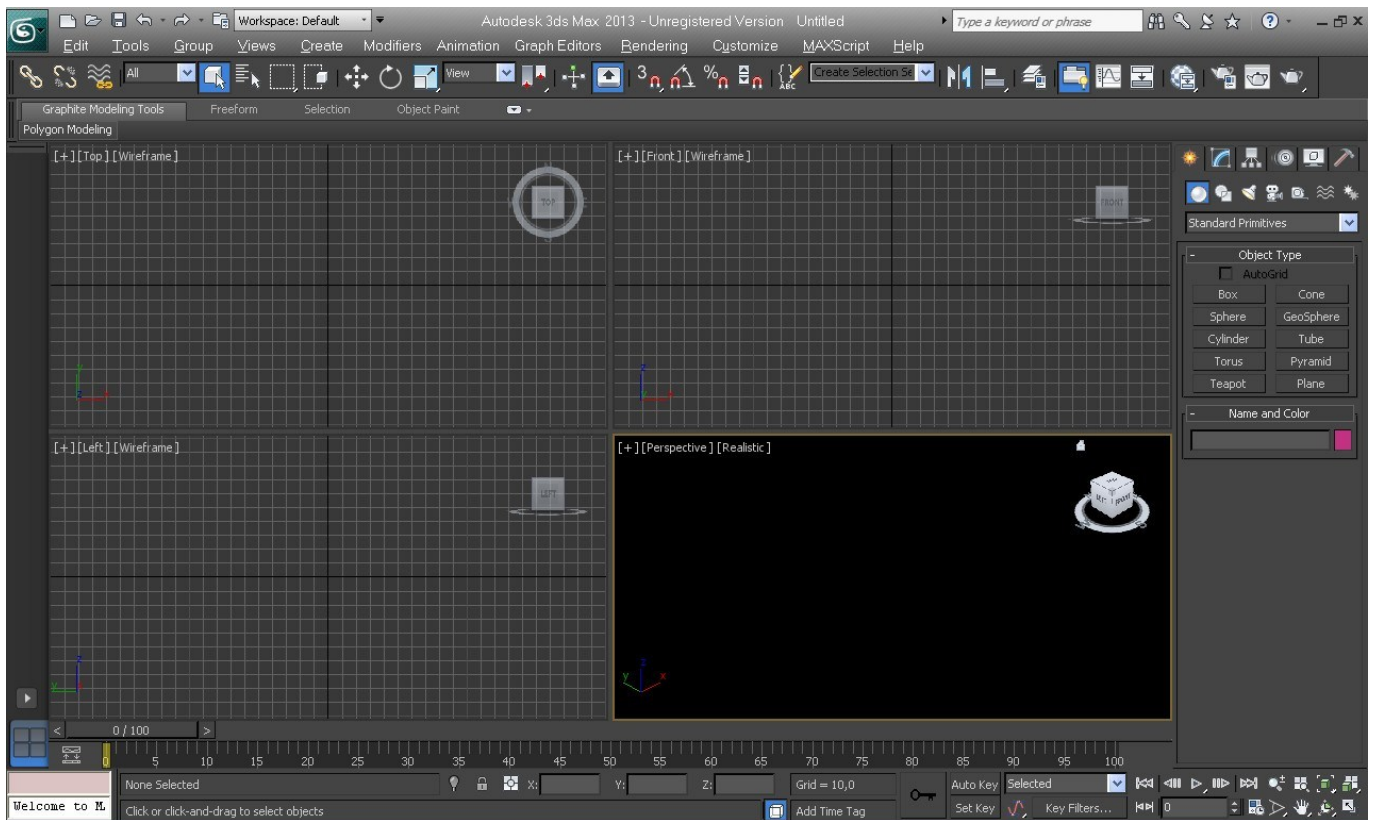 Workspace: Default
Autodesk 3ds Max 2013 - Unregistered Version Untitled
Type a keyword or phrase
Edit Tools Group Views Create Modifiers Animation Graph Editors Rendering Customize MAXScript Help
All
View
3
%
ABC
Create Selection Se
Graphite Modeling Tools Freeform Selection Object Paint
Polygon Modeling
[+][Top][Wireframe]
TOP
y
z x
[+][Front][Wireframe]
FRONT
z
y x
[+][Left][Wireframe]
LEFT
z
y x
[+][Perspective][Realistic]
z
y x
Standard Primitives
- Object Type
AutoGrid
Box Cone
Sphere GeoSphere
Cylinder Tube
Torus Pyramid
Teapot Plane
- Name and Color
< 0 / 100 >
0 5 10 15 20 25 30 35 40 45 50 55 60 65 70 75 80 85 90 95 100
None Selected X: Y: Z: Grid = 10,0 Auto Key Selected
Welcome to M Click or click-and-drag to select objects Add Time Tag Set Key Key Filters... 0